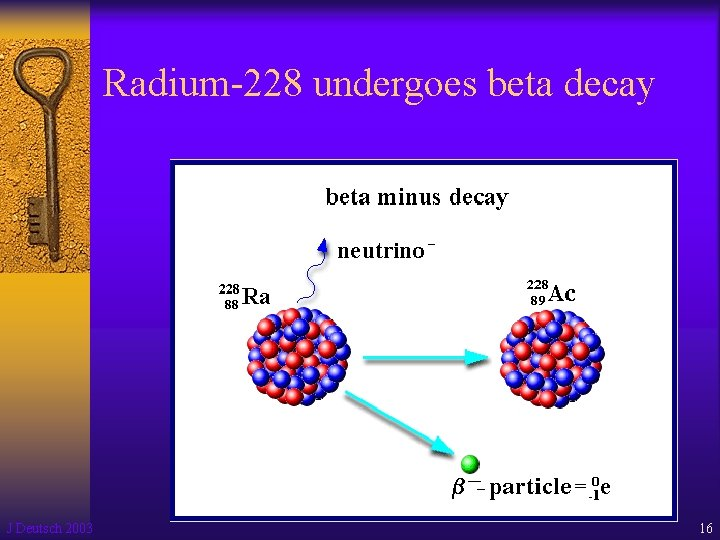 Radium-228 undergoes beta decay
beta minus decay
neutrino⁻
²²⁸₈₈Ra
²²⁸₈₉Ac
β⁻– particle = ⁰₋₁e
J Deutsch 2003
16